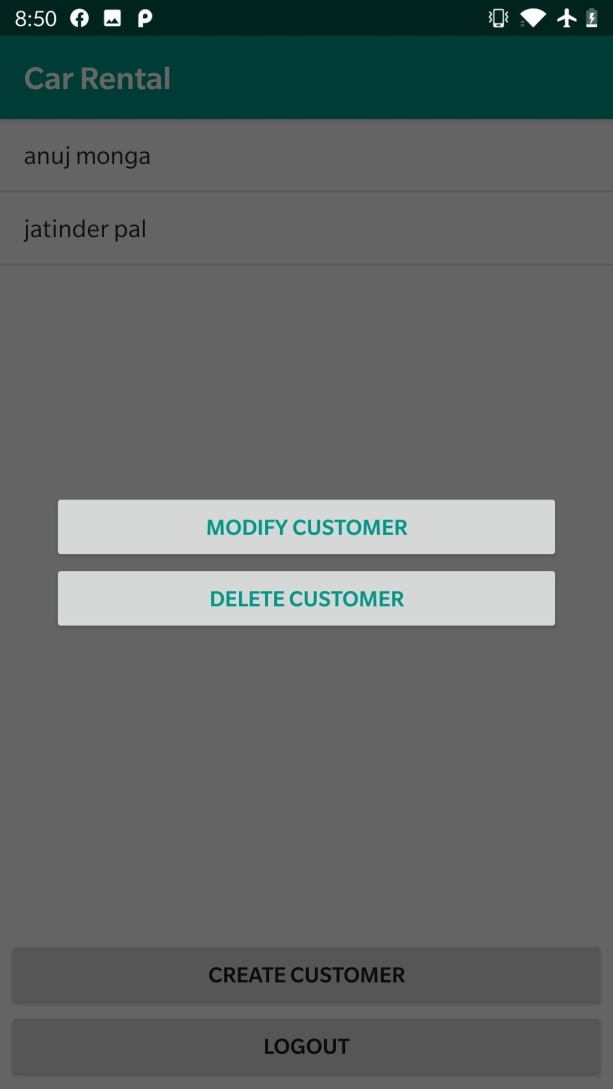 8:50
Car Rental
anuj monga
jatinder pal
MODIFY CUSTOMER
DELETE CUSTOMER
CREATE CUSTOMER
LOGOUT